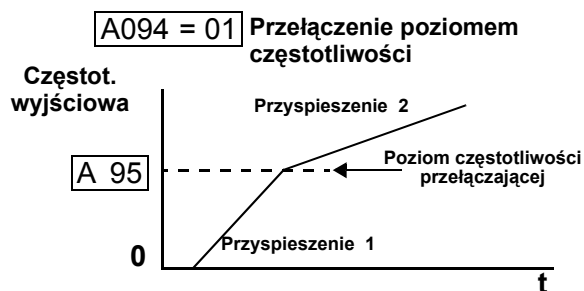 A094 = 01 Przełączenie poziomem
częstotliwości
Częstot.
wyjściowa
Przyspieszenie 2
A 95
Poziom częstotliwości
przełączającej
Przyspieszenie 1
0
t